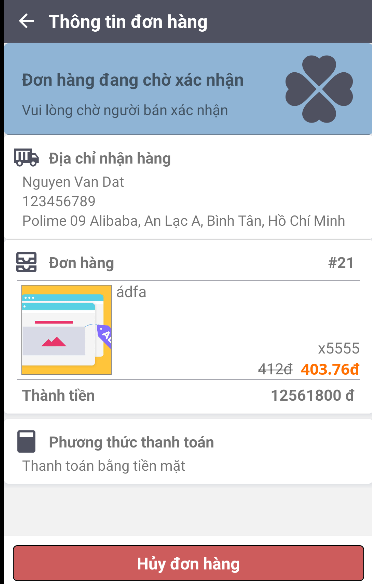 Thông tin đơn hàng
Đơn hàng đang chờ xác nhận
Vui lòng chờ người bán xác nhận
Địa chỉ nhận hàng
Nguyen Van Dat
123456789
Polime 09 Alibaba, An Lạc A, Bình Tân, Hồ Chí Minh
Đơn hàng #21
ádfa
x5555
412đ 403.76đ
Thành tiền 12561800 đ
Phương thức thanh toán
Thanh toán bằng tiền mặt
Hủy đơn hàng